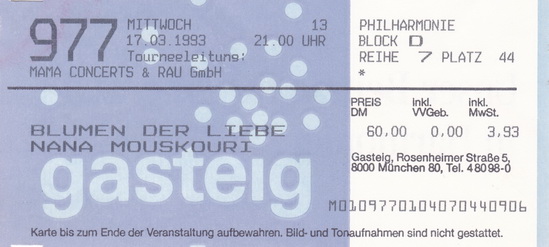 977 MITTWOCH 13
17.03.1993 21.00 UHR
Tourneeleitung:
MAMA CONCERTS & RAU GmbH
PHILHARMONIE
BLOCK D
REIHE 7 PLATZ 44
*
BLUMEN DER LIEBE
NANA MOUSKOURI
gasteig
PREIS inkl. inkl.
DM VVGeb. MwSt.
60,00 0,00 3,93
Gasteig, Rosenheimer Straße 5,
8000 München 80, Tel. 4 80 98-0
M0109770104070440906
Karte bis zum Ende der Veranstaltung aufbewahren. Bild- und Tonaufnahmen sind nicht gestattet.